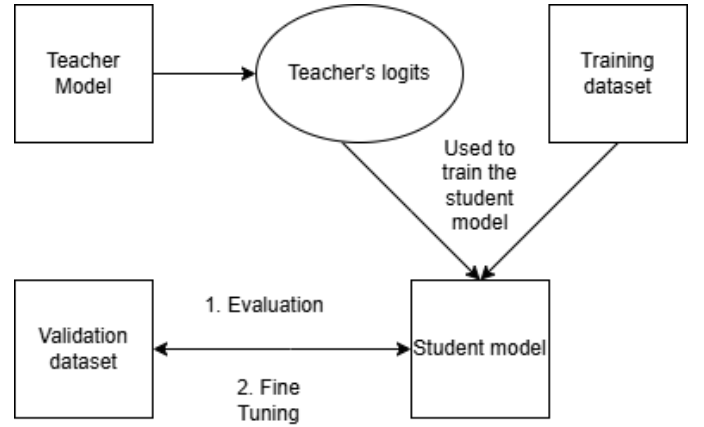 Teacher
Model
Teacher's logits
Training
dataset
Used to
train the
student
model
Validation
dataset
1. Evaluation
2. Fine
Tuning
Student model